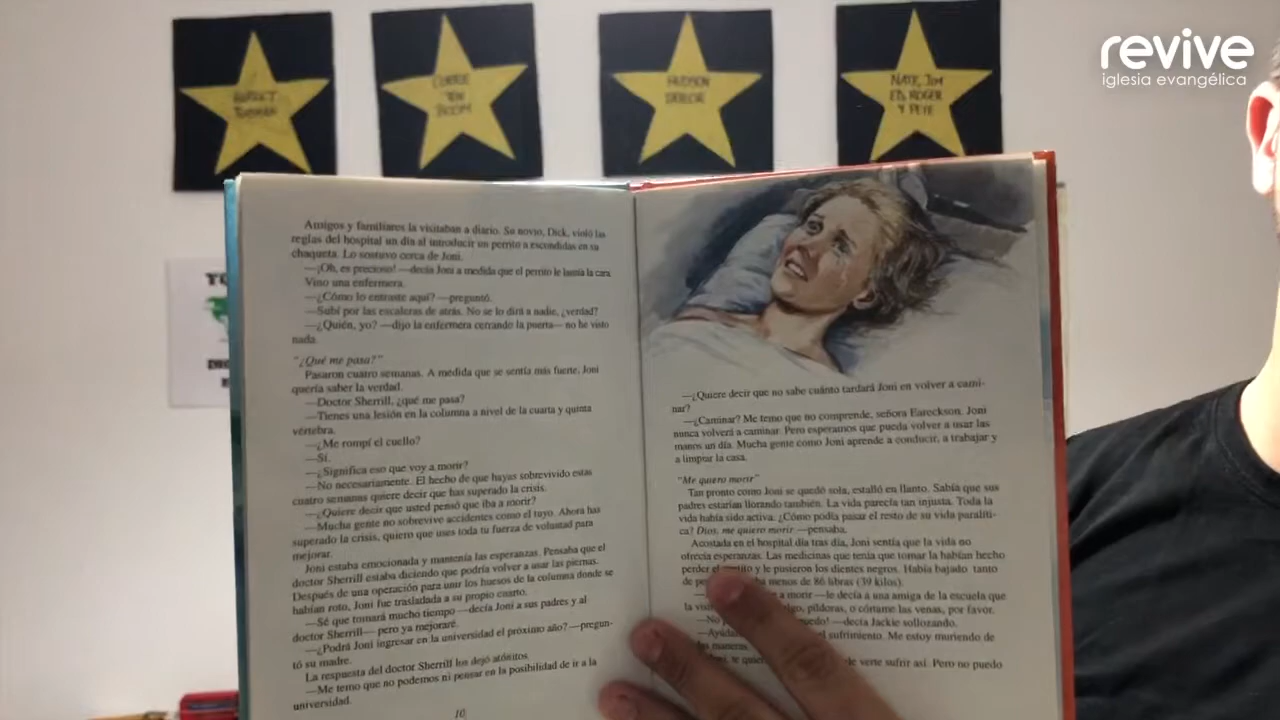 revive
iglesia evangélica
HARRIET
TUBMAN
CORRIE
TEN
BOOM
HUDSON
NATE, JIM
ED, ROGER
Y PETE
Amigos y familiares la visitaban a diario. Su novio, Dick, violó las
reglas del hospital un día al introducir un perrito a escondidas en su
chaqueta. Lo sostuvo cerca de Joni.
—¡Oh, es precioso! —decía Joni a medida que el perrito le lamía la cara.
Vino una enfermera.
—¿Cómo lo entraste aquí? —preguntó.
—Subí por las escaleras de atrás. No se lo dirá a nadie, ¿verdad?
—¿Quién, yo? —dijo la enfermera cerrando la puerta— no he visto
nada.
"¿Qué me pasa?"
Pasaron cuatro semanas. A medida que se sentía más fuerte, Joni
quería saber la verdad.
—Doctor Sherrill, ¿qué me pasa?
—Tienes una lesión en la columna a nivel de la cuarta y quinta
vértebra.
—¿Me rompí el cuello?
—Sí.
—¿Significa eso que voy a morir?
—No necesariamente. El hecho de que hayas sobrevivido estas
cuatro semanas quiere decir que has superado la crisis.
—¿Quiere decir que usted pensó que iba a morir?
—Mucha gente no sobrevive accidentes como el tuyo. Ahora has
superado la crisis, quiero que uses toda tu fuerza de voluntad para
mejorar.
Joni estaba emocionada y mantenía las esperanzas. Pensaba que el
doctor Sherrill estaba diciendo que podría volver a usar las piernas.
Después de una operación para unir los huesos de la columna donde se
habían roto, Joni fue trasladada a su propio cuarto.
—Sé que tomará mucho tiempo —decía Joni a sus padres y al
doctor Sherrill— pero ya mejoraré.
—¿Podrá Joni ingresar en la universidad el próximo año? —pregun-
tó su madre.
La respuesta del doctor Sherrill los dejó atónitos.
—Me temo que no podemos ni pensar en la posibilidad de ir a la
universidad.
10
—¿Quiere decir que no sabe cuánto tardará Joni en volver a cami-
nar?
—¿Caminar? Me temo que no comprende, señora Eareckson. Joni
nunca volverá a caminar. Pero esperamos que pueda volver a usar las
manos un día. Mucha gente como Joni aprende a conducir, a trabajar y
a limpiar la casa.
"Me quiero morir"
Tan pronto como Joni se quedó sola, estalló en llanto. Sabía que sus
padres estarían llorando también. La vida parecía tan injusta. Toda la
vida había sido activa. ¿Cómo podía pasar el resto de su vida paralíti-
ca? Dios, me quiero morir —pensaba.
Acostada en el hospital día tras día, Joni sentía que la vida no
ofrecía esperanzas. Las medicinas que tenía que tomar la habían hecho
perder el y le pusieron los dientes negros. Había bajado tanto
de menos de 86 libras (39 kilos).
a morir —le decía a una amiga de la escuela que
la píldoras, o córtame las venas, por favor.
—No —decía Jackie sollozando.
el sufrimiento. Me estoy muriendo de
maneras
verte sufrir así. Pero no puedo